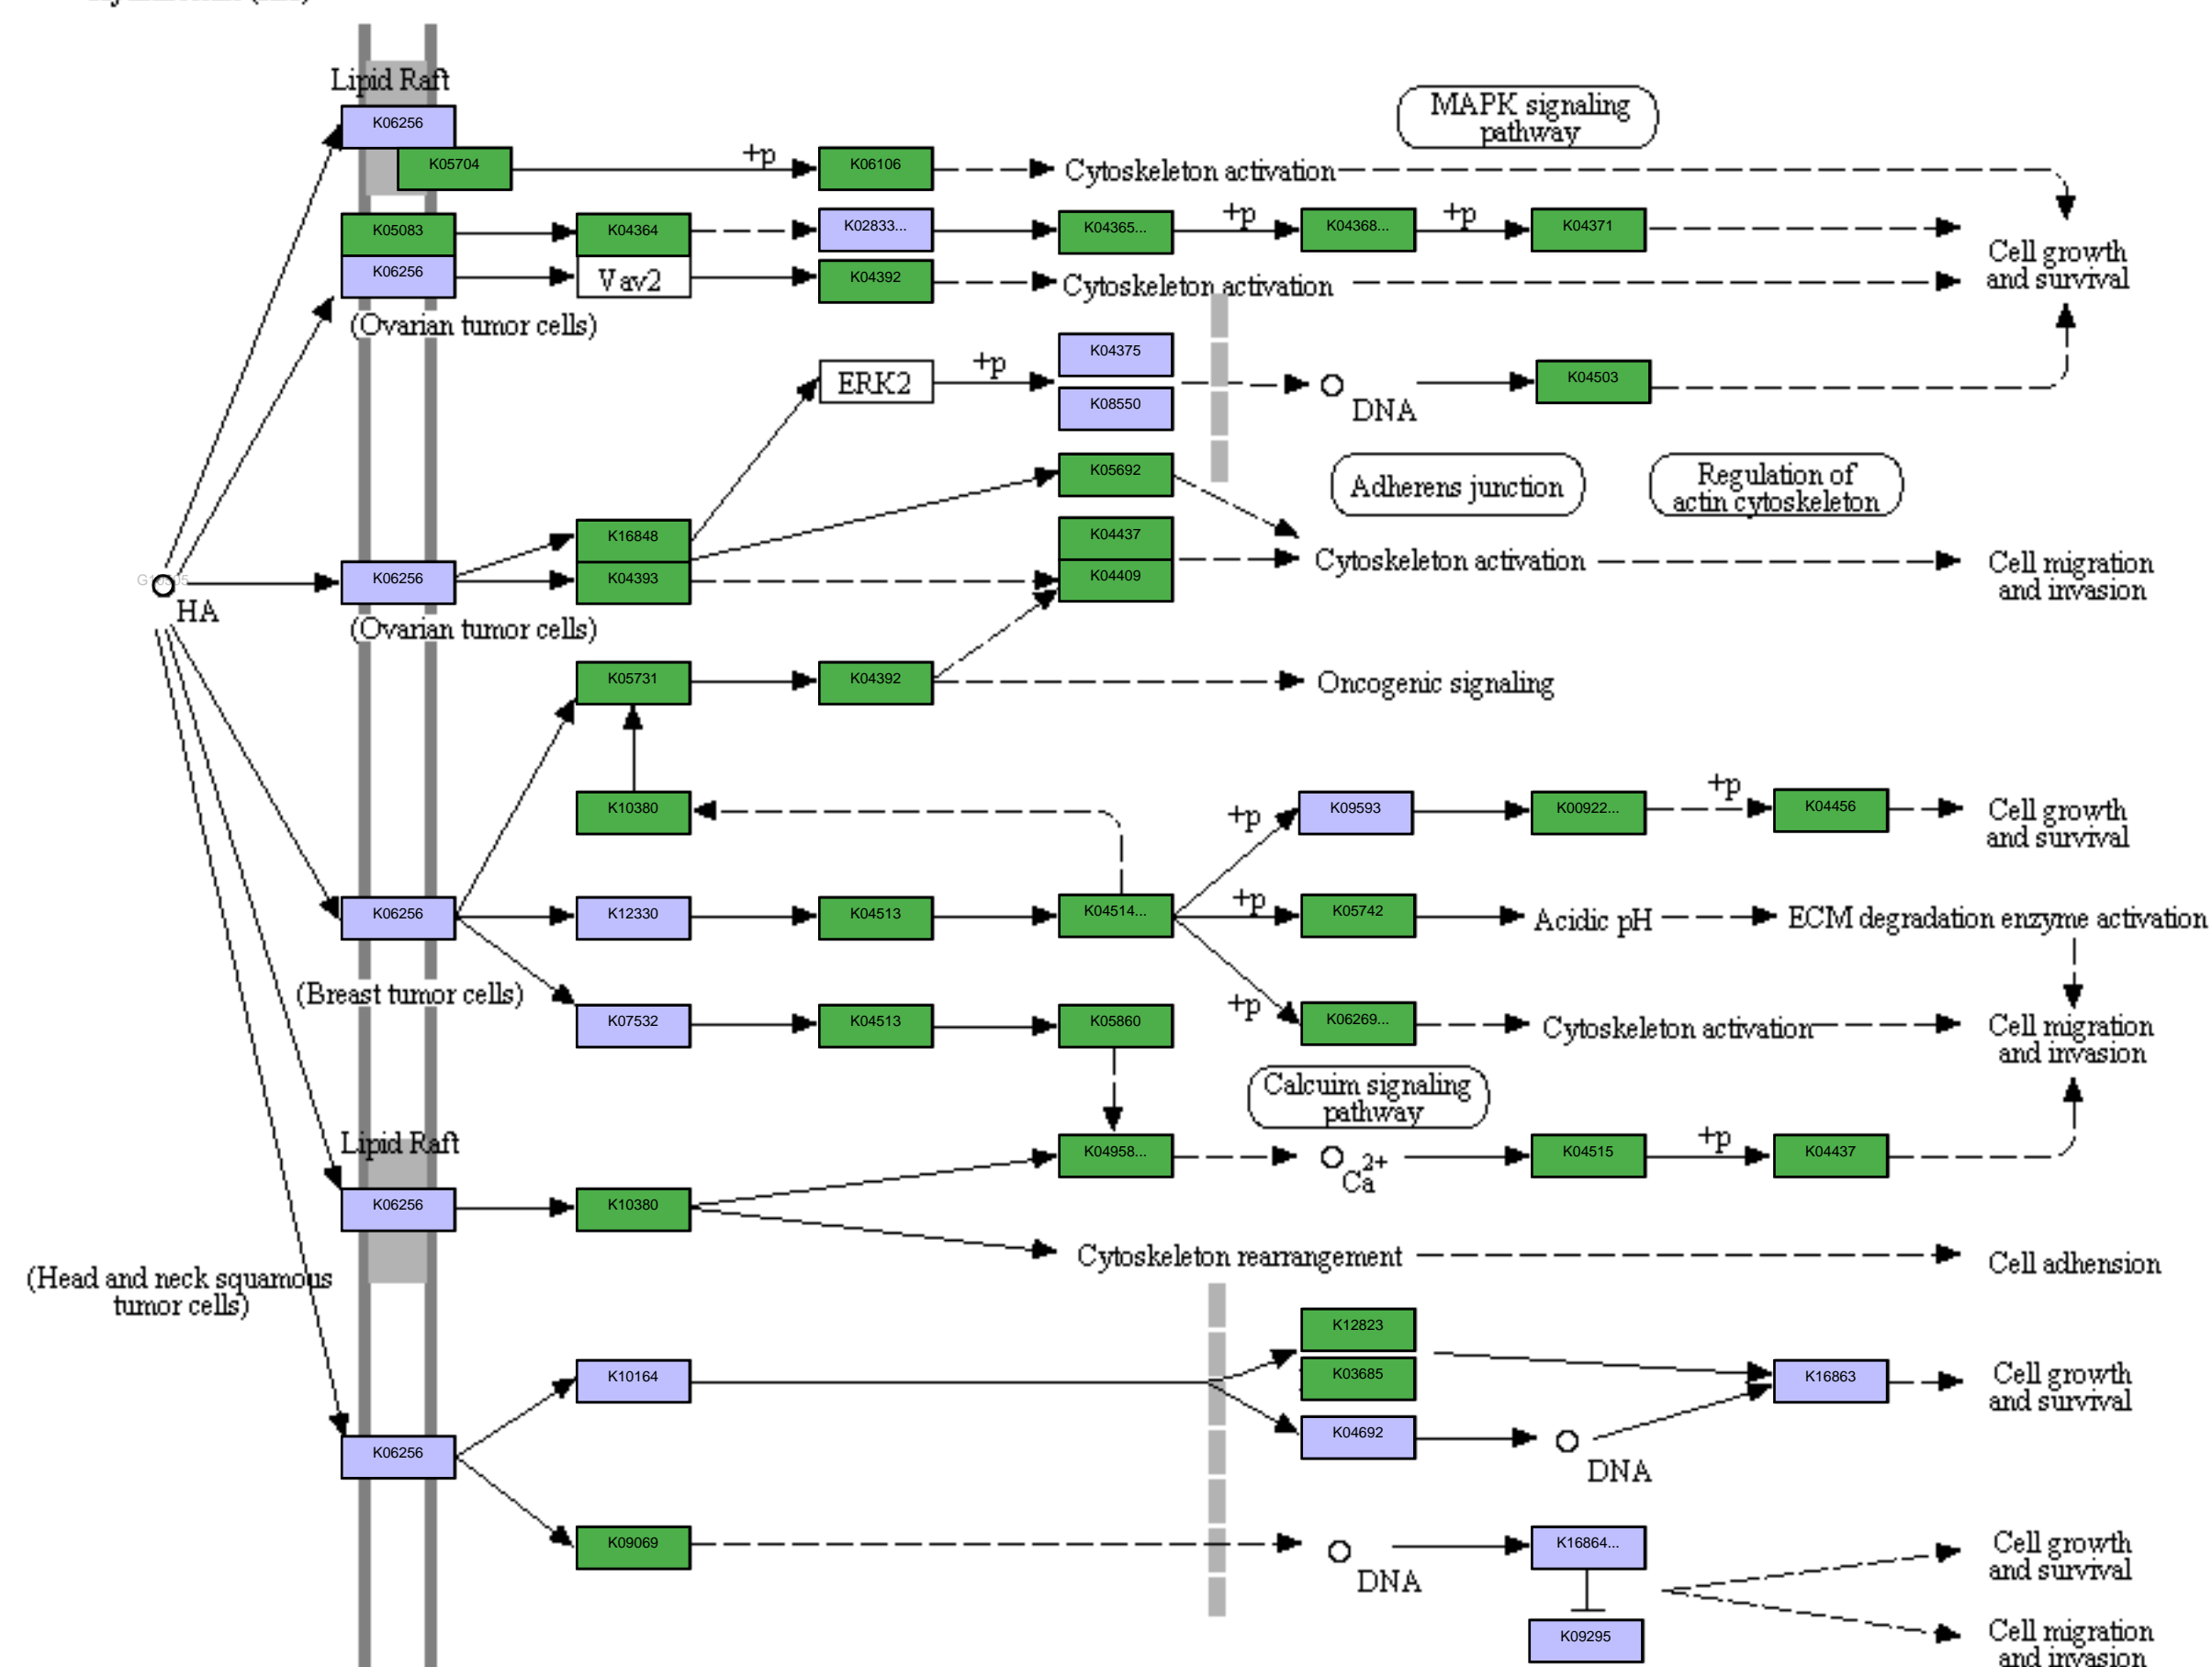 Lipid Raft
K06256
MAPK signaling
pathway
K05704
+p
K06106
Cytoskeleton activation
K05083
K04364
K02833...
K04365...
+p
K04368...
+p
K04371
Cell growth
and survival
K06256
Vav2
K04392
Cytoskeleton activation
(Ovarian tumor cells)
ERK2
+p
K04375
K08550
DNA
K04503
K05692
Adherens junction
Regulation of
actin cytoskeleton
K16848
K04437
Cytoskeleton activation
Cell migration
and invasion
HA
K06256
K04393
K04409
(Ovarian tumor cells)
K05731
K04392
Oncogenic signaling
K10380
+p
K09593
K00922...
+p
K04456
Cell growth
and survival
K06256
K12330
K04513
K04514...
+p
K05742
Acidic pH
ECM degradation enzyme activation
(Breast tumor cells)
K07532
K04513
K05860
+p
K06269...
Cytoskeleton activation
Cell migration
and invasion
Calcuim signaling
pathway
Lipid Raft
K04958...
Ca2+
K04515
+p
K04437
K06256
K10380
Cytoskeleton rearrangement
Cell adhension
(Head and neck squamous
tumor cells)
K12823
K03685
K10164
K04692
DNA
K16863
Cell growth
and survival
K06256
K09069
DNA
K16864...
Cell growth
and survival
K09295
Cell migration
and invasion